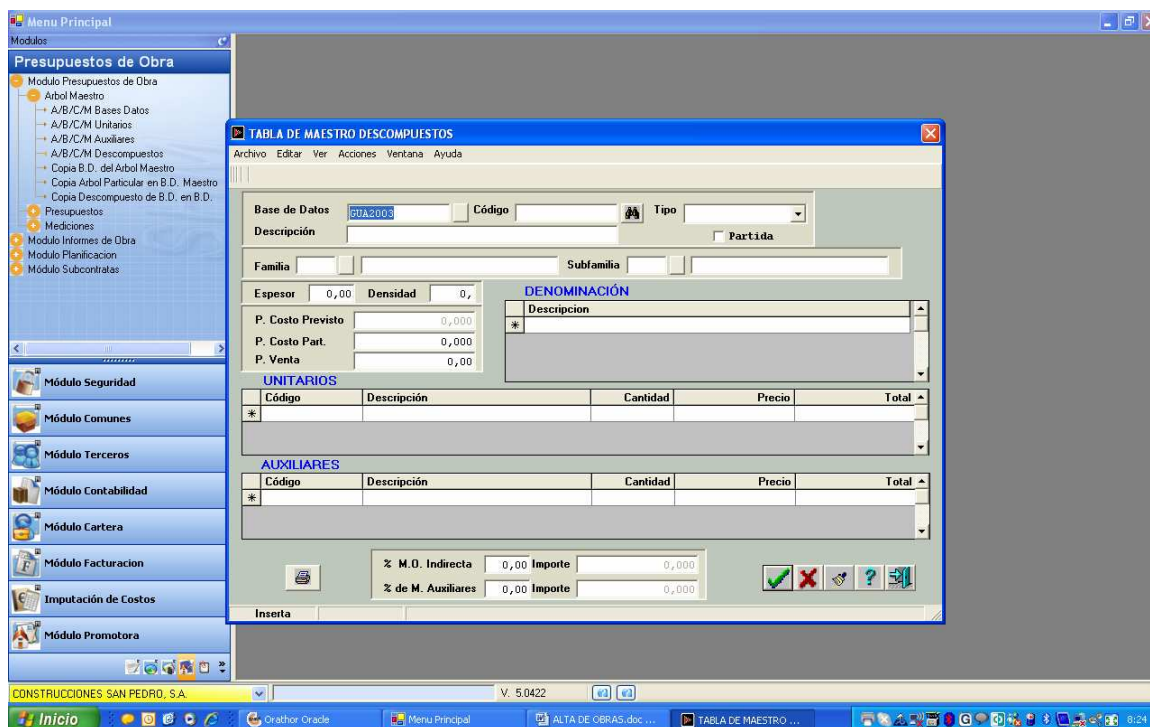 Menu Principal
Modulos
Presupuestos de Obra
Modulo Presupuestos de Obra
Arbol Maestro
A/B/C/M Bases Datos
A/B/C/M Unitarios
A/B/C/M Auxiliares
A/B/C/M Descompuestos
Copia B.D. del Arbol Maestro
Copia Arbol Particular en B.D. Maestro
Copia Descompuesto de B.D. en B.D.
Presupuestos
Mediciones
Modulo Informes de Obra
Modulo Planificacion
Módulo Subcontratas
Módulo Seguridad
Módulo Comunes
Módulo Terceros
Módulo Contabilidad
Módulo Cartera
Módulo Facturacion
Imputación de Costos
Módulo Promotora
TABLA DE MAESTRO DESCOMPUESTOS
Archivo Editar Ver Acciones Ventana Ayuda
Base de Datos GUA2003 Código Tipo
Descripción Partida
Familia Subfamilia
Espesor 0,00 Densidad 0,
P. Costo Previsto 0,000
P. Costo Part. 0,000
P. Venta 0,00
DENOMINACIÓN
Descripcion
UNITARIOS
Código Descripción Cantidad Precio Total
AUXILIARES
Código Descripción Cantidad Precio Total
% M.O. Indirecta 0,00 Importe 0,000
% de M. Auxiliares 0,00 Importe 0,000
Inserta
CONSTRUCCIONES SAN PEDRO, S.A. V. 5.0422
Inicio Orathor Oracle Menu Principal ALTA DE OBRAS.doc ... TABLA DE MAESTRO ... 8:24